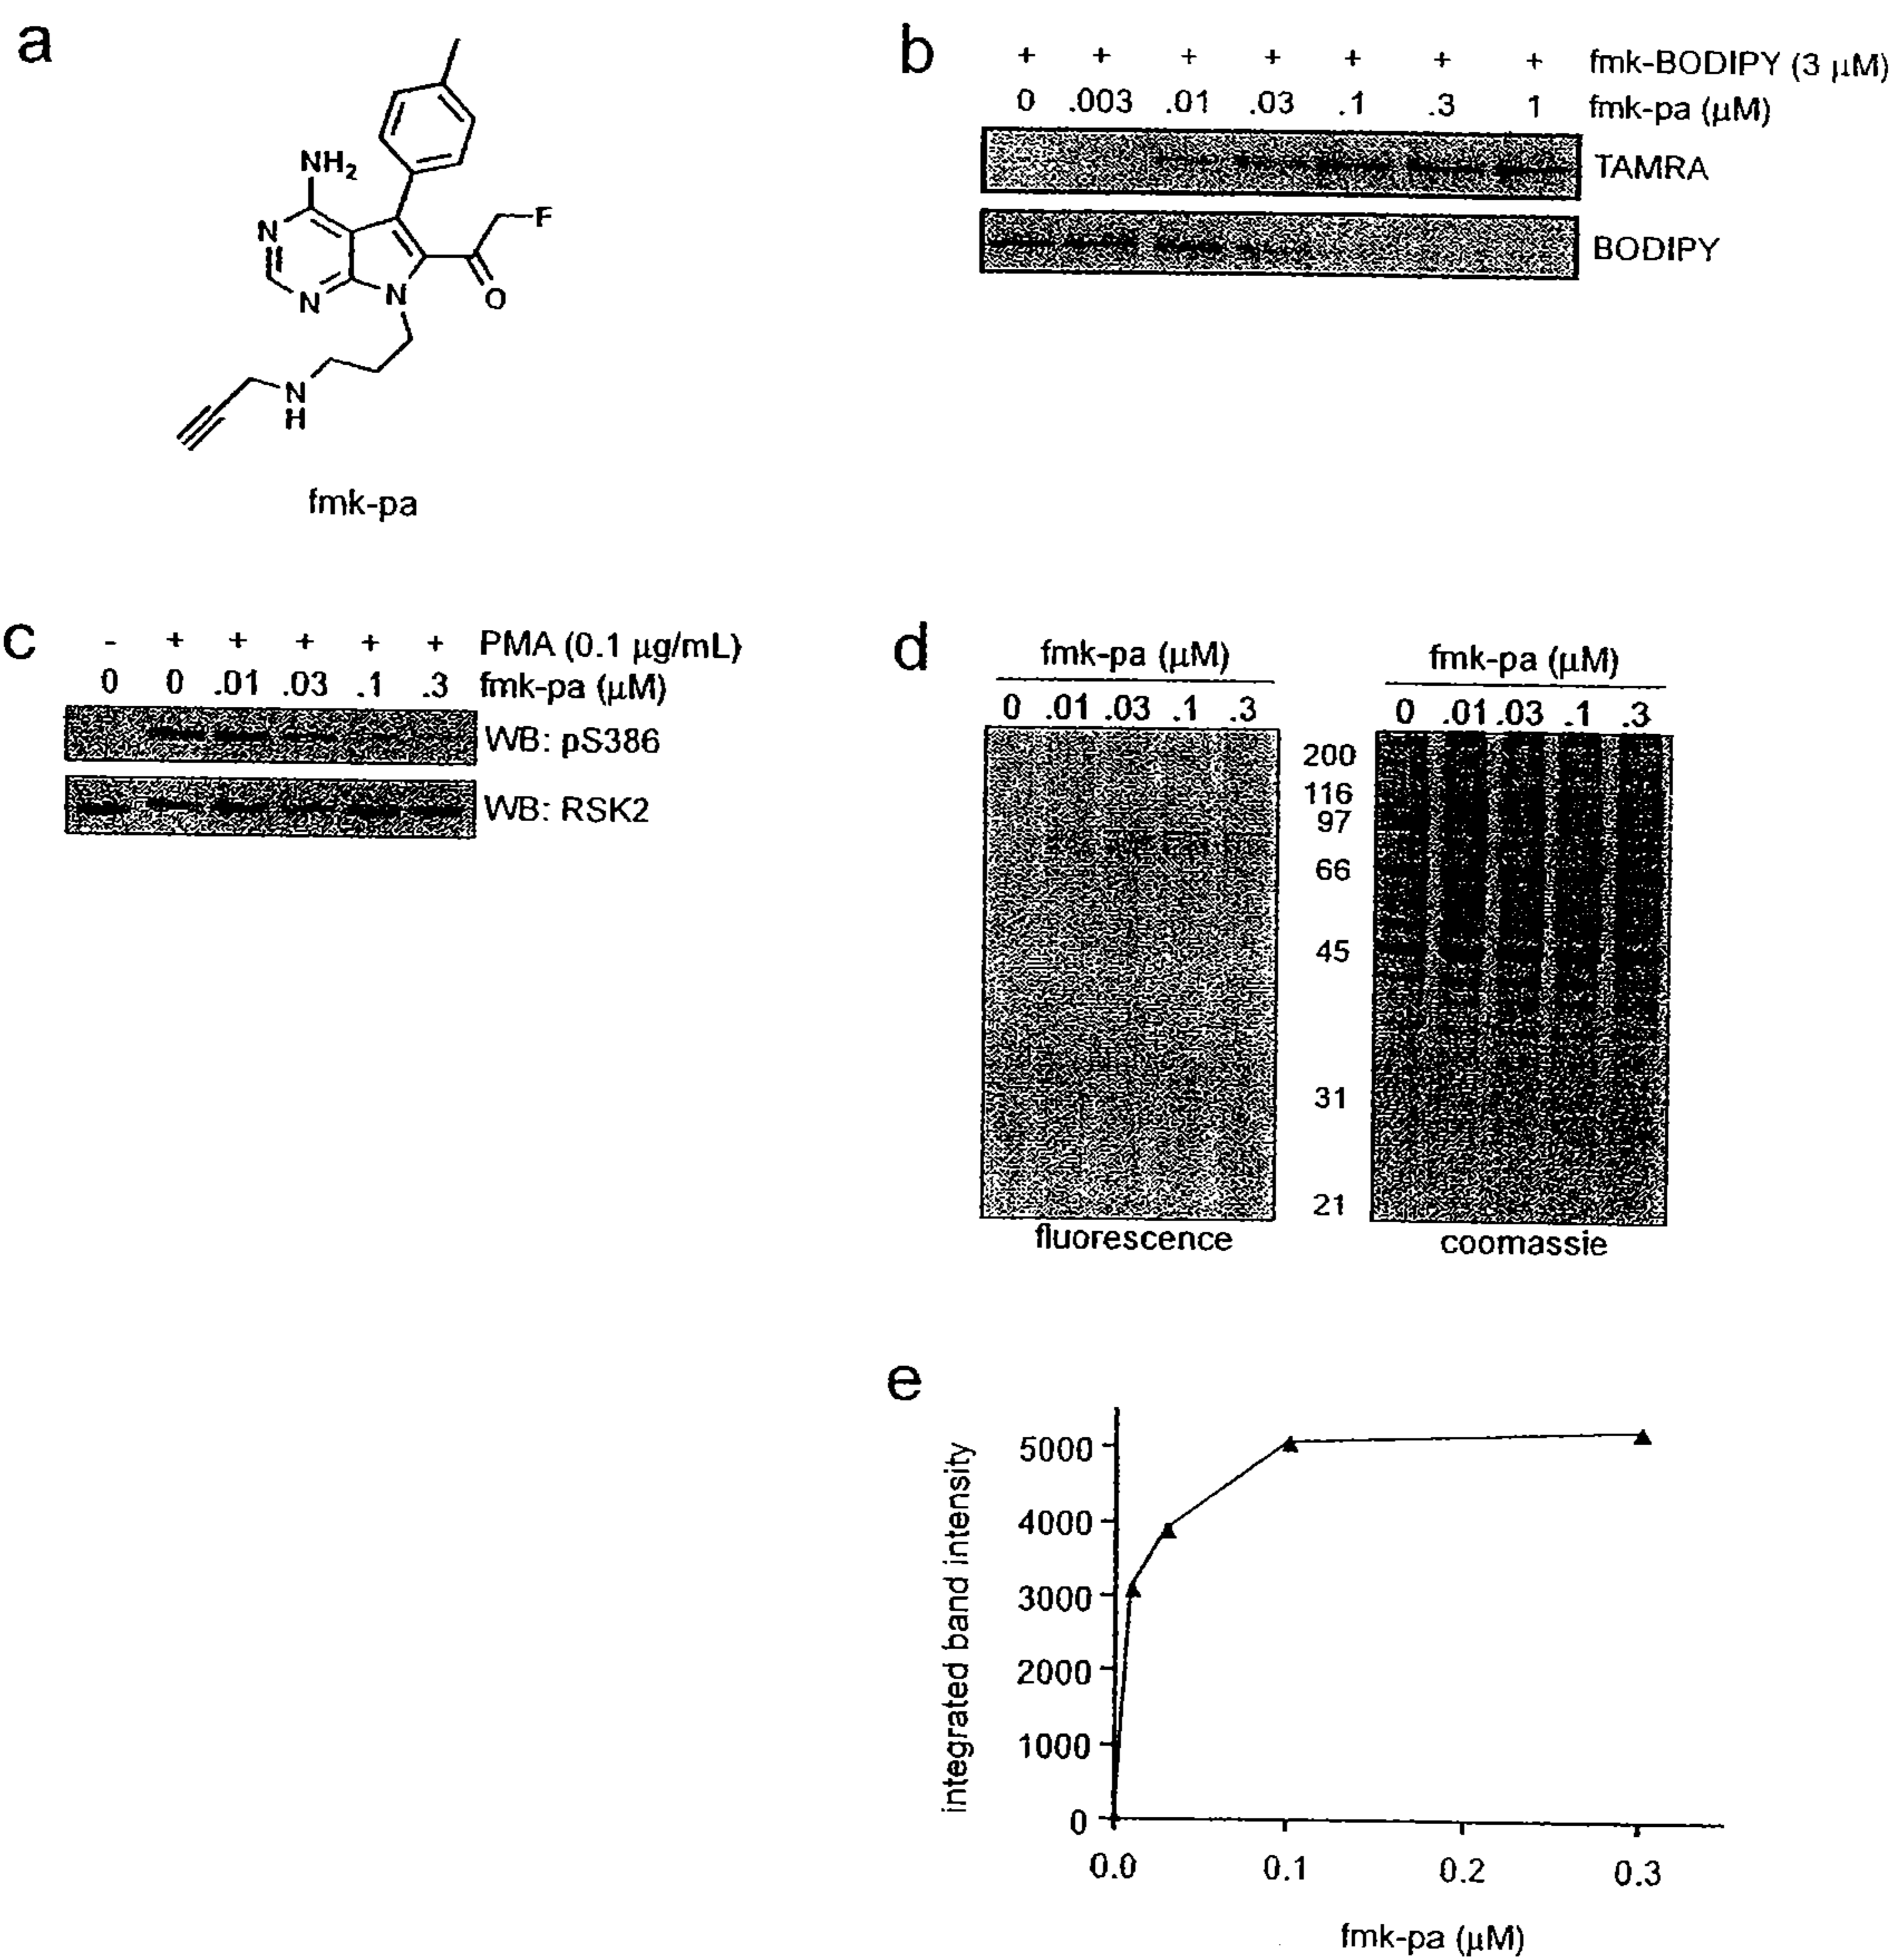 a
NH2
N
N
N
F
O
N
H
fmk-pa
b
+ + + + + + + fmk-BODIPY (3 µM)
0 .003 .01 .03 .1 .3 1 fmk-pa (µM)
TAMRA
BODIPY
c
- + + + + + PMA (0.1 µg/mL)
0 0 .01 .03 .1 .3 fmk-pa (µM)
WB: pS386
WB: RSK2
d
fmk-pa (µM) fmk-pa (µM)
0 .01 .03 .1 .3 0 .01 .03 .1 .3
200
116
97
66
45
31
21
fluorescence coomassie
e
integrated band intensity
5000
4000
3000
2000
1000
0
0.0 0.1 0.2 0.3
fmk-pa (µM)